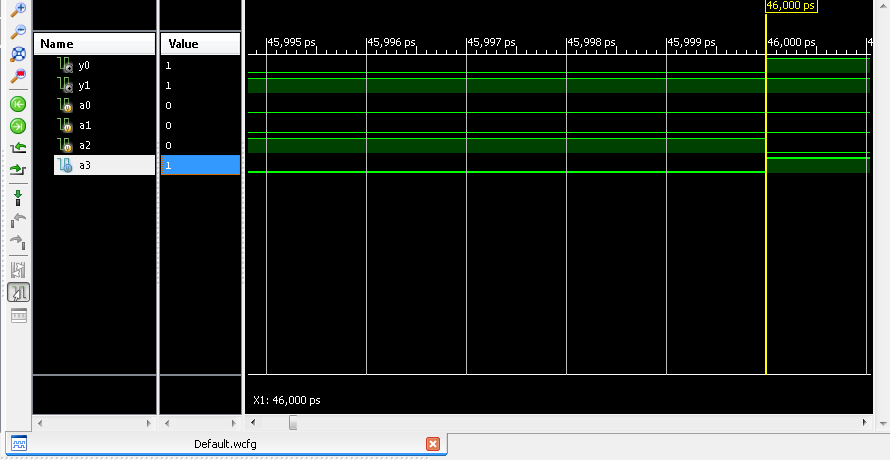 46,000 ps
Name Value
45,995 ps 45,996 ps 45,997 ps 45,998 ps 45,999 ps 46,000 ps
y0 1
y1 1
a0 0
a1 0
a2 0
a3 1
X1: 46,000 ps
Default.wcfg